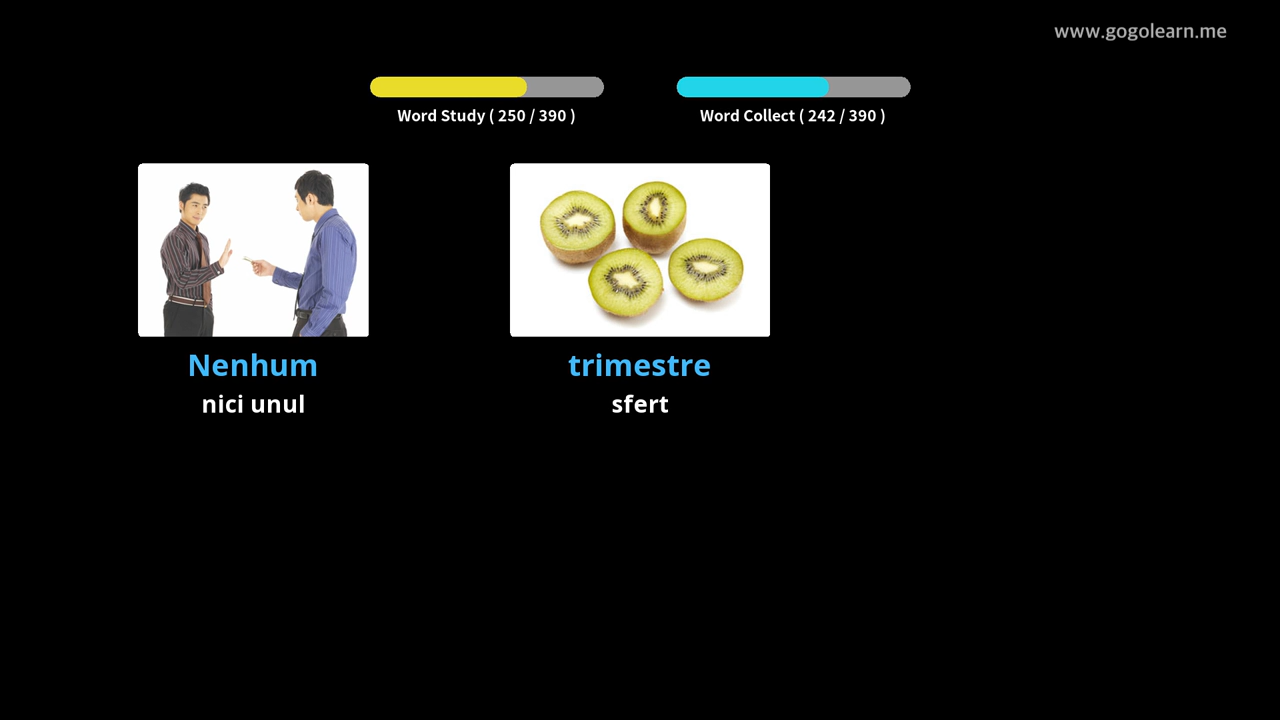 www.gogolearn.me
Word Study ( 250 / 390 )
Word Collect ( 242 / 390 )
Nenhum
nici unul
trimestre
sfert